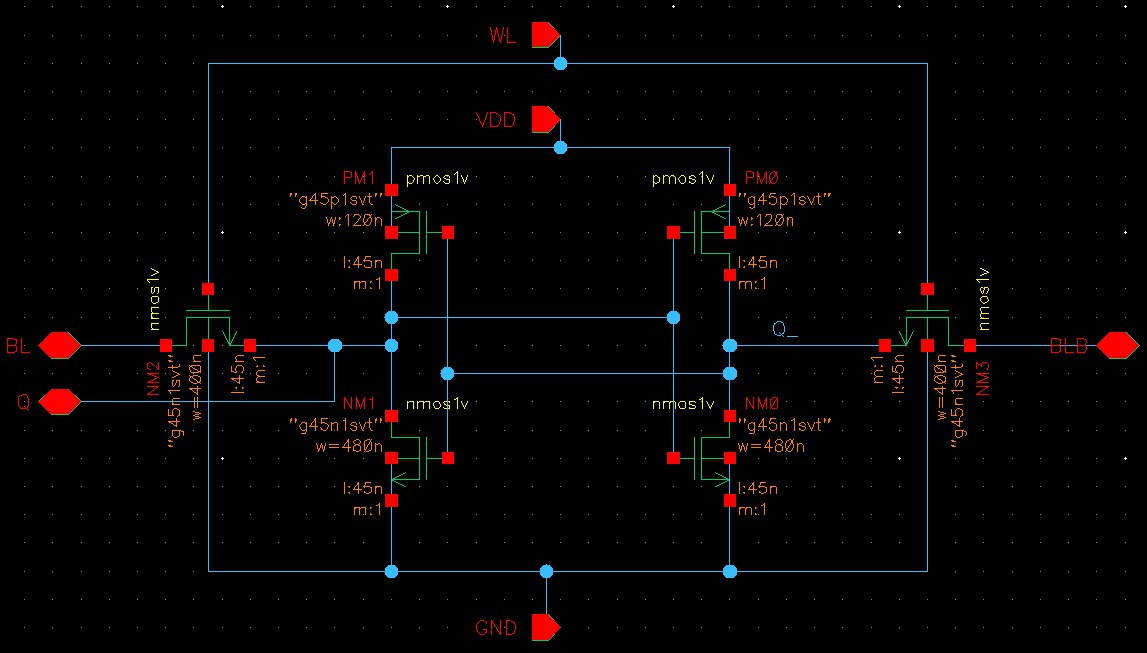 WL
VDD
PM1
pmos1v
"g45p1svt"
w:120n
l:45n
m:1
pmos1v
PM0
"g45p1svt"
w:120n
l:45n
m:1
BL
Q
nmos1v
NM2
"g45n1svt"
w=400n
l:45n
m:1
Q_
m:1
l:45n
w=400n
"g45n1svt"
NM3
nmos1v
BLB
NM1
nmos1v
"g45n1svt"
w=480n
l:45n
m:1
nmos1v
NM0
"g45n1svt"
w=480n
l:45n
m:1
GND